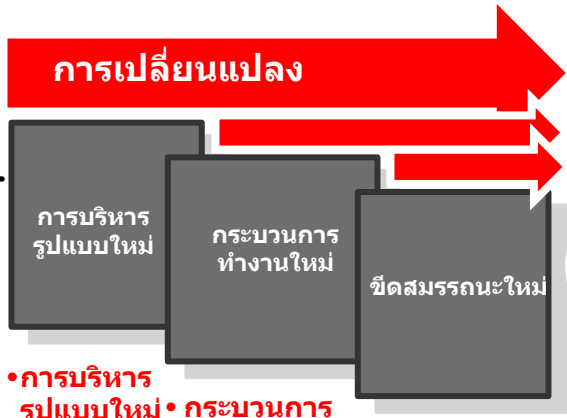 การเปลี่ยนแปลง
การบริหาร
รูปแบบใหม่
กระบวนการ
ทำงานใหม่
ขีดสมรรถนะใหม่
•การบริหาร
รูปแบบใหม่
• กระบวนการ